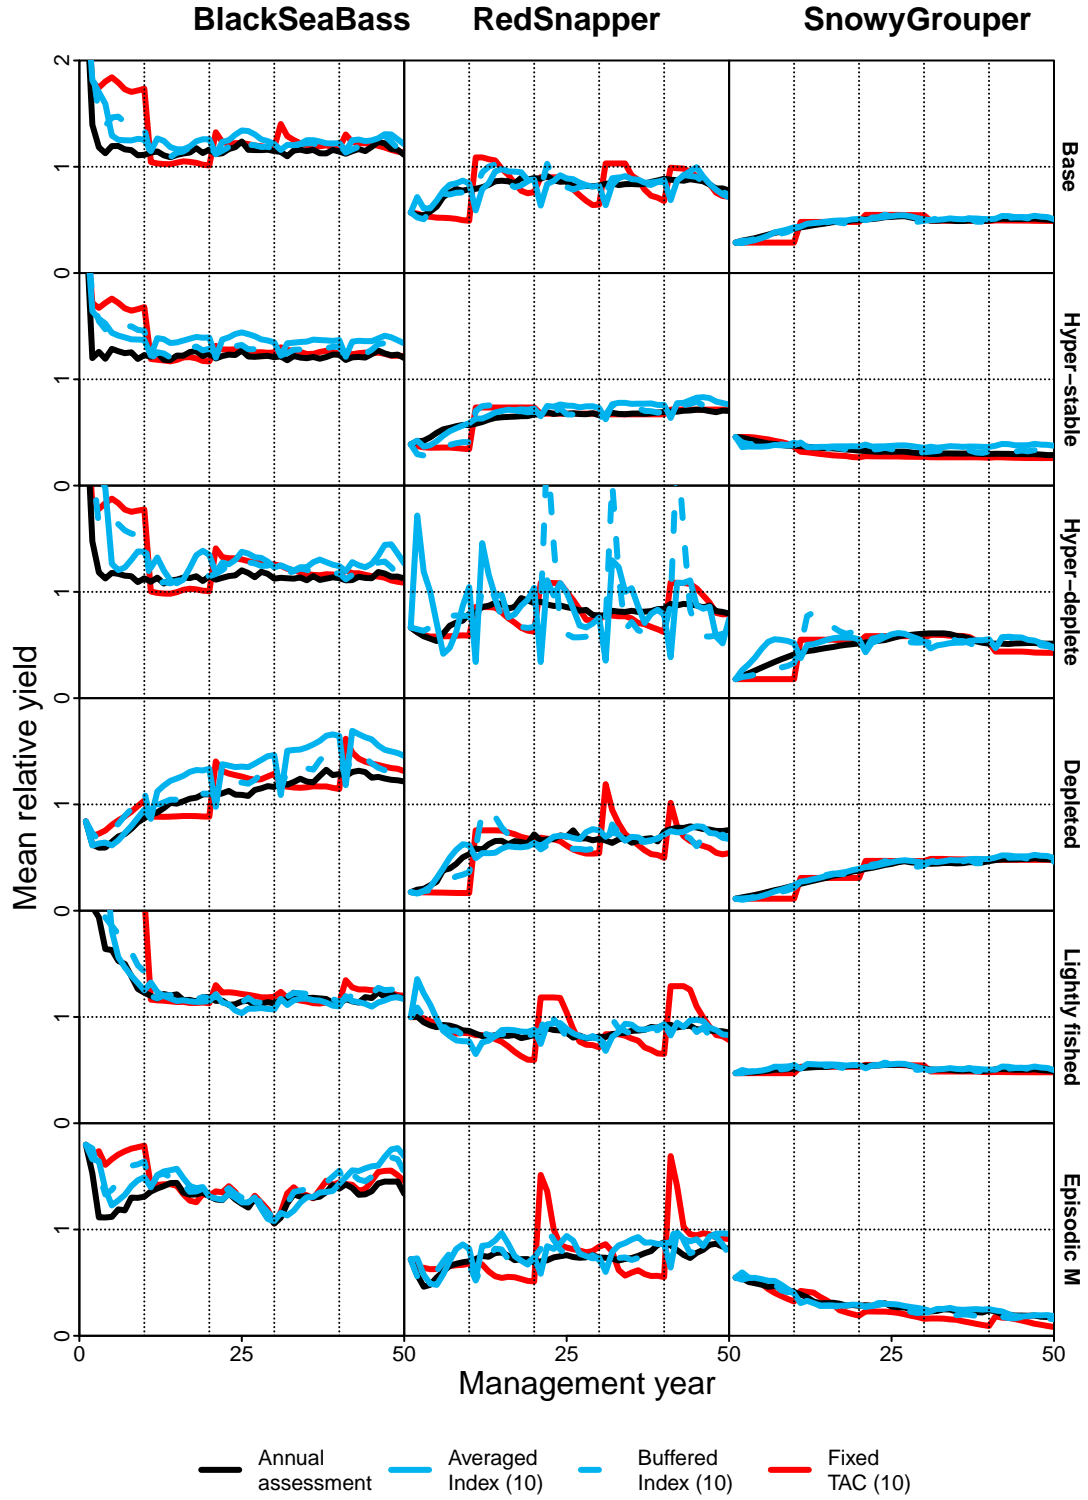 BlackSeaBass RedSnapper SnowyGrouper
2
1
0
Base
1
0
Hyper−stable
1
0
Hyper−deplete
1
0
Depleted
1
0
Lightly fished
1
0
Episodic M
Mean relative yield
0 25 50 25 50 25 50
Management year
Annual assessment
Averaged Index (10)
Buffered Index (10)
Fixed TAC (10)